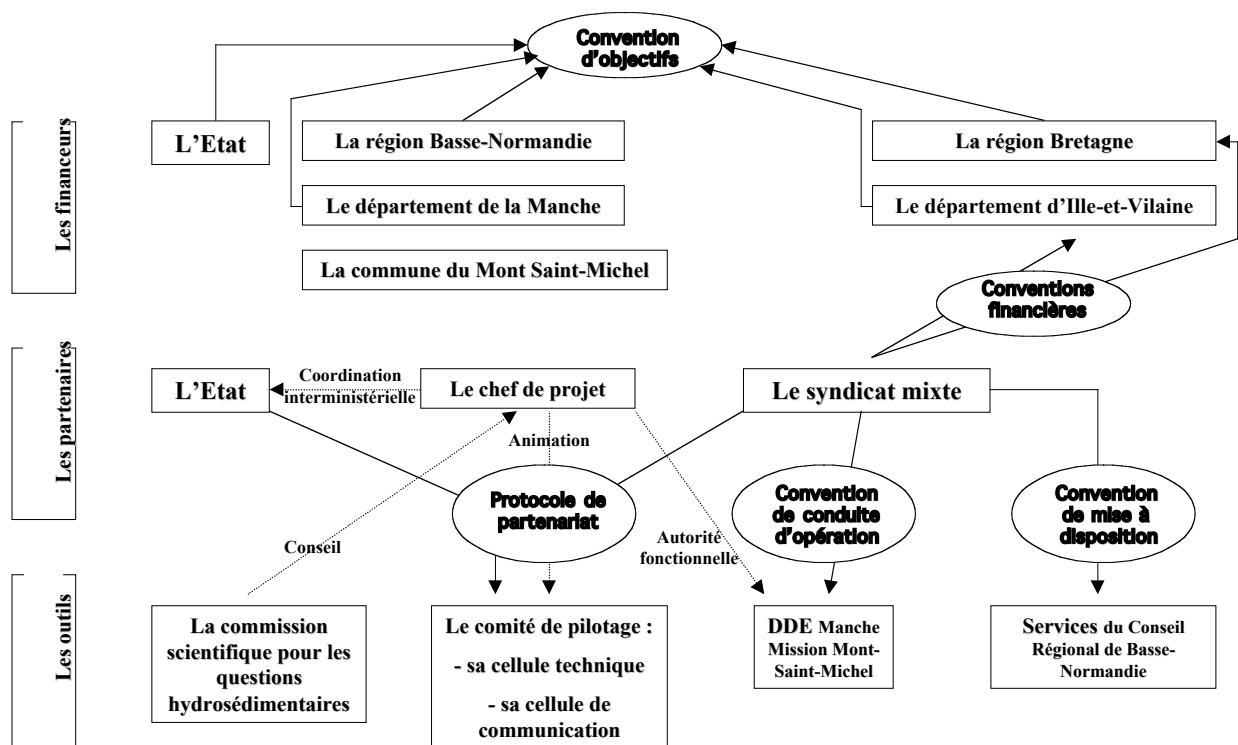 Convention
d'objectifs
Les financeurs
L'Etat
La région Basse-Normandie
La région Bretagne
Le département de la Manche
Le département d'Ille-et-Vilaine
La commune du Mont Saint-Michel
Conventions
financières
Les partenaires
L'Etat
Coordination
interministérielle
Le chef de projet
Le syndicat mixte
Animation
Protocole de
partenariat
Convention
de conduite
d'opération
Convention
de mise à
disposition
Conseil
Autorité
fonctionnelle
Les outils
La commission
scientifique pour les
questions
hydrosédimentaires
Le comité de pilotage :
- sa cellule technique
- sa cellule de
communication
DDE Manche
Mission Mont-
Saint-Michel
Services du Conseil
Régional de Basse-
Normandie